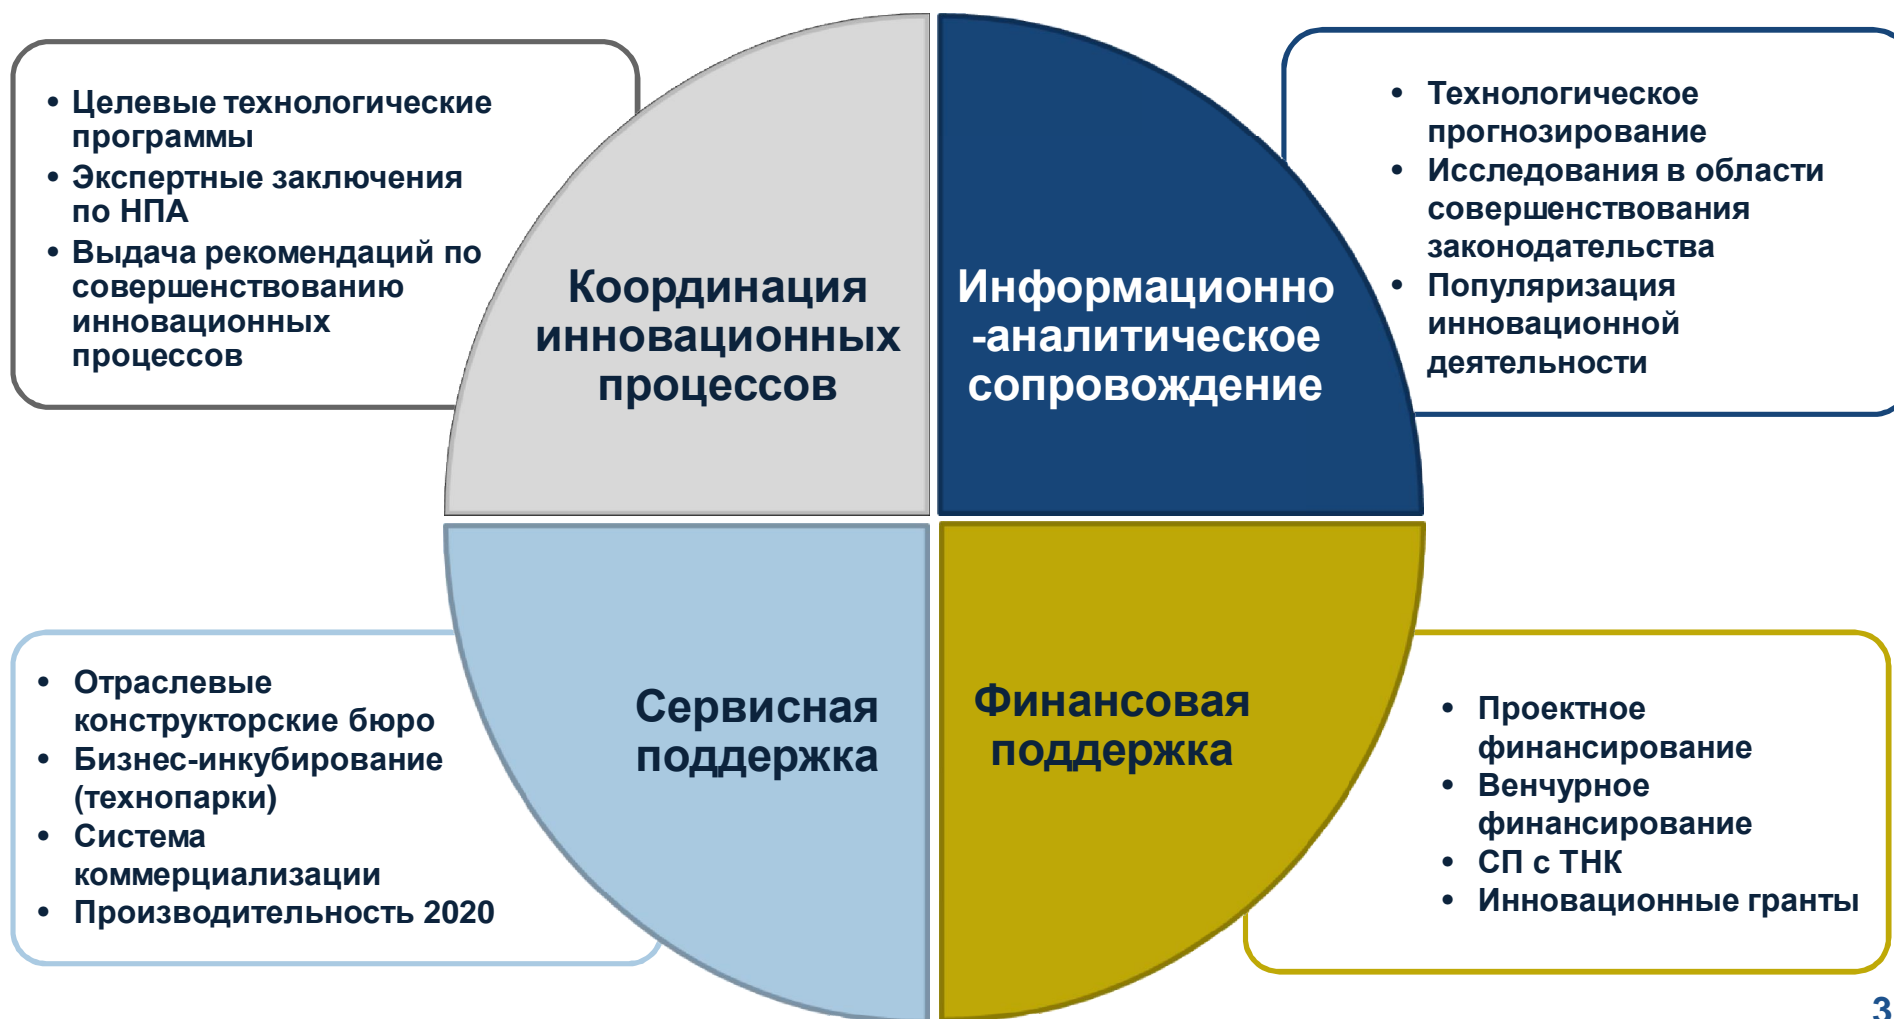 • Целевые технологические
программы
• Экспертные заключения
по НПА
• Выдача рекомендаций по
совершенствованию
инновационных
процессов
Координация
инновационных
процессов
Информационно
-аналитическое
сопровождение
• Технологическое
прогнозирование
• Исследования в области
совершенствования
законодательства
• Популяризация
инновационной
деятельности
• Отраслевые
конструкторские бюро
• Бизнес-инкубирование
(технопарки)
• Система
коммерциализации
• Производительность 2020
Сервисная
поддержка
Финансовая
поддержка
• Проектное
финансирование
• Венчурное
финансирование
• СП с ТНК
• Инновационные гранты
3